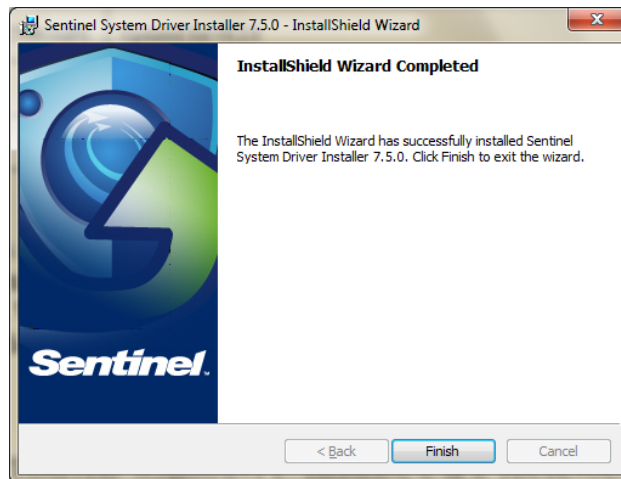 Sentinel System Driver Installer 7.5.0 - InstallShield Wizard
InstallShield Wizard Completed
The InstallShield Wizard has successfully installed Sentinel
System Driver Installer 7.5.0. Click Finish to exit the wizard.
Sentinel
< Back
Finish
Cancel